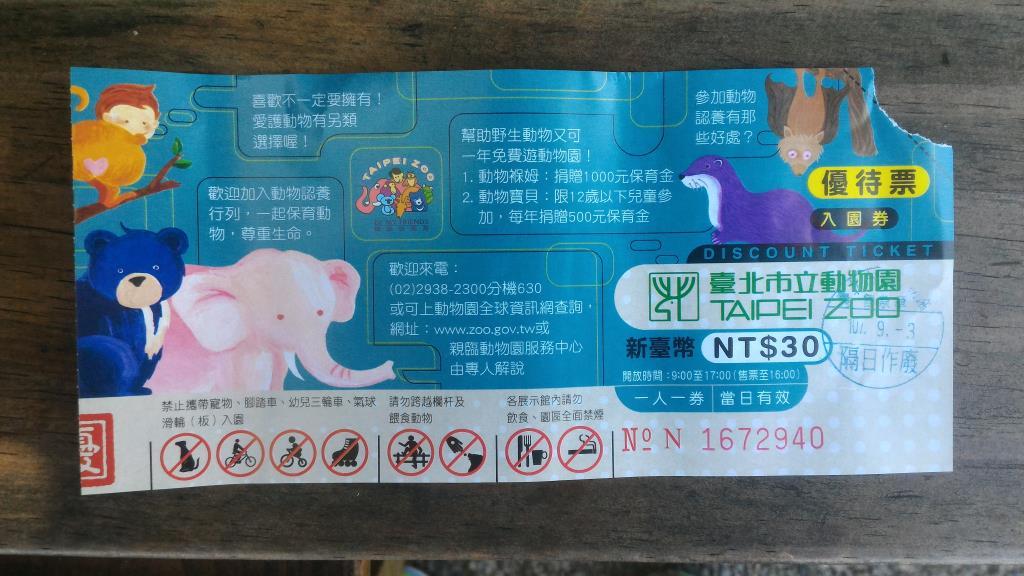 喜歡不一定要擁有！
愛護動物有另類
選擇喔！
歡迎加入動物認養
行列，一起保育動
物，尊重生命。
TAIPEI ZOO
幫助野生動物又可
一年免費遊動物園！
1. 動物褓姆：捐贈1000元保育金
2. 動物寶貝：限12歲以下兒童參
加，每年捐贈500元保育金
歡迎來電：
(02)2938-2300分機630
或可上動物園全球資訊網查詢，
網址：www.zoo.gov.tw或
親臨動物園服務中心
由專人解說
參加動物
認養有那
些好處？
優待票
入園券
DISCOUNT TICKET
臺北市立動物園
TAIPEI ZOO
新臺幣 NT$30
開放時間：9:00至17:00（售票至16:00）
一人一券 當日有效
107. 9. -3
隔日作廢
№ N 1672940
禁止攜帶寵物、腳踏車、幼兒三輪車、氣球
滑輪（板）入園
請勿跨越欄杆及
餵食動物
各展示館內請勿
飲食、園區全面禁煙